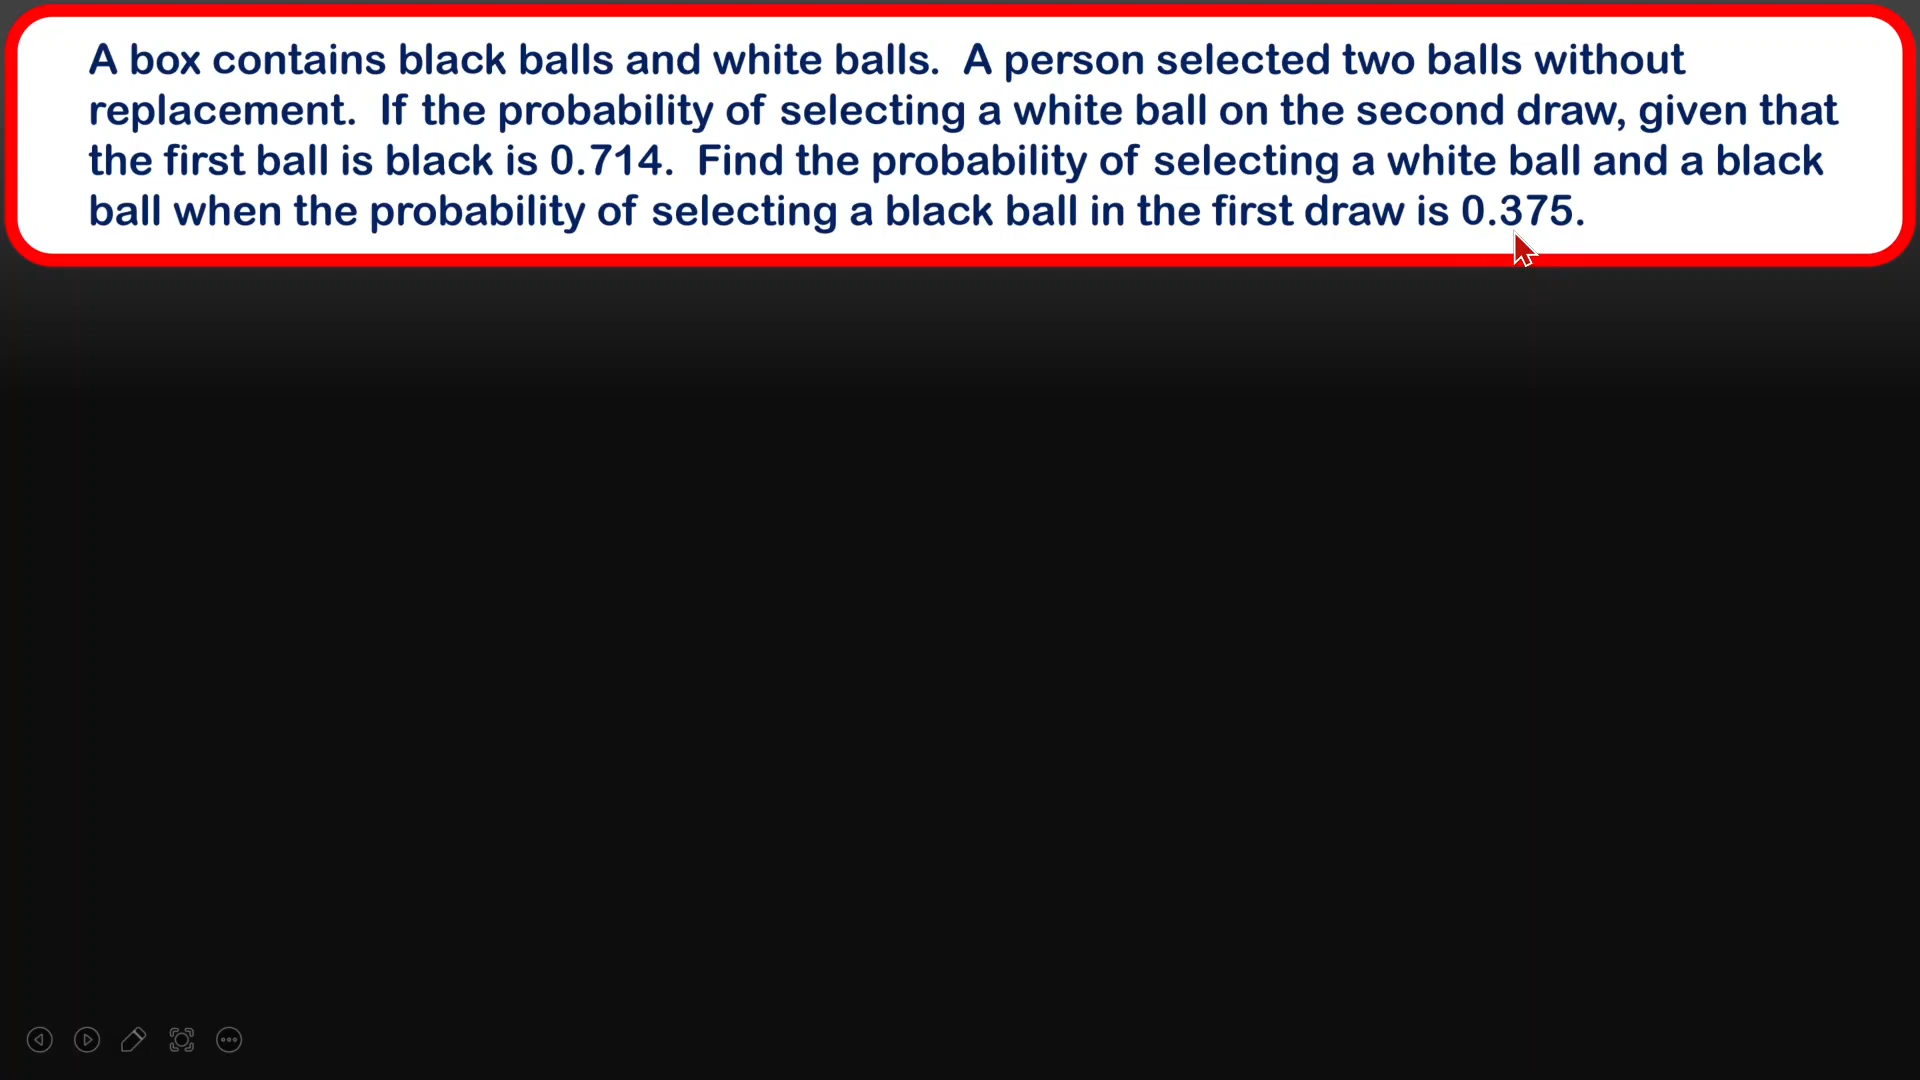 A box contains black balls and white balls. A person selected two balls without
replacement. If the probability of selecting a white ball on the second draw, given that
the first ball is black is 0.714. Find the probability of selecting a white ball and a black
ball when the probability of selecting a black ball in the first draw is 0.375.